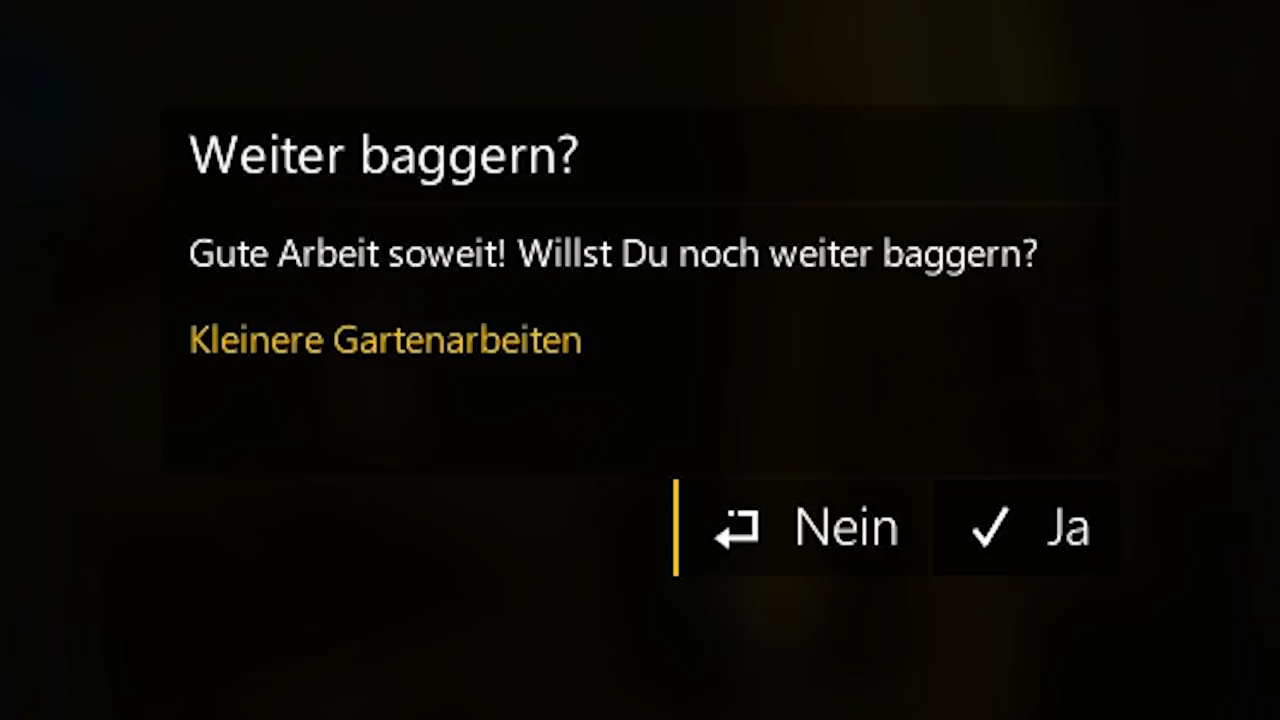 Weiter baggern?
Gute Arbeit soweit! Willst Du noch weiter baggern?
Kleinere Gartenarbeiten
Nein
Ja